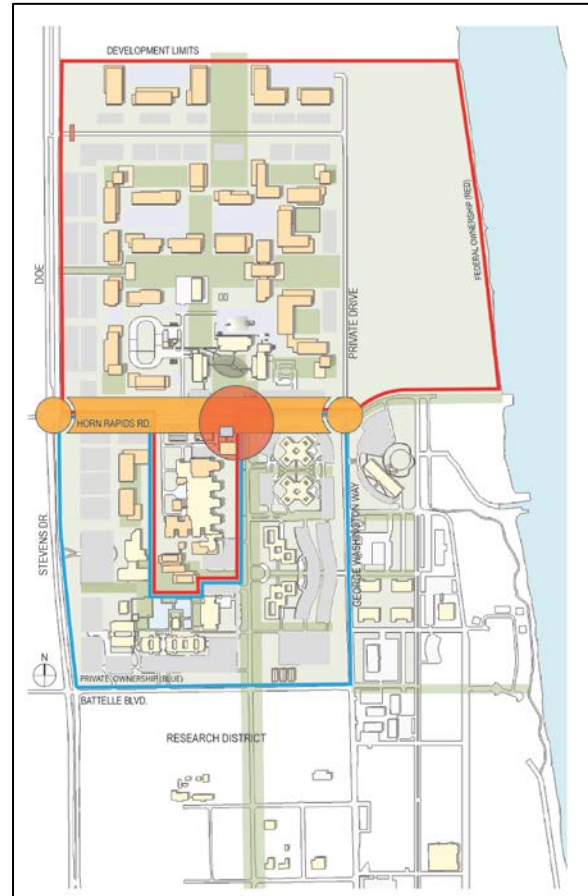 DEVELOPMENT LIMITS
DOE
FEDERAL OWNERSHIP (RED)
PRIVATE DRIVE
HORN RAPIDS RD.
STEVENS DR.
GEORGE WASHINGTON WAY
N
PRIVATE OWNERSHIP (BLUE)
BATTELLE BLVD.
RESEARCH DISTRICT